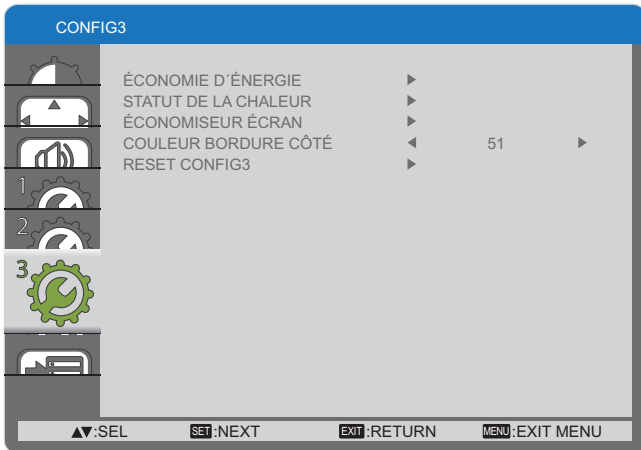 CONFIG3
ÉCONOMIE D´ÉNERGIE
STATUT DE LA CHALEUR
ÉCONOMISEUR ÉCRAN
COULEUR BORDURE CÔTÉ 51
RESET CONFIG3
1
2
3
:SEL SET:NEXT EXIT:RETURN MENU:EXIT MENU